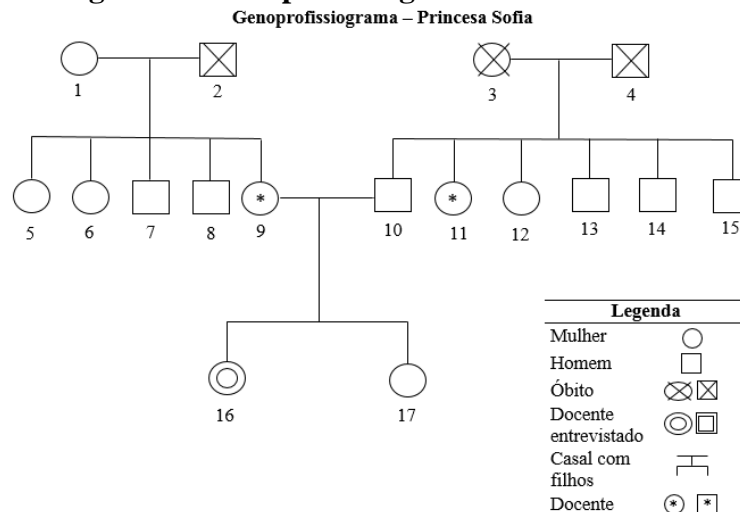 Genoprofissiograma – Princesa Sofia
1
2
3
4
5
6
7
8
* 9
10
* 11
12
13
14
15
16
17
Legenda
Mulher
Homem
Óbito
Docente
entrevistado
Casal com
filhos
Docente * *